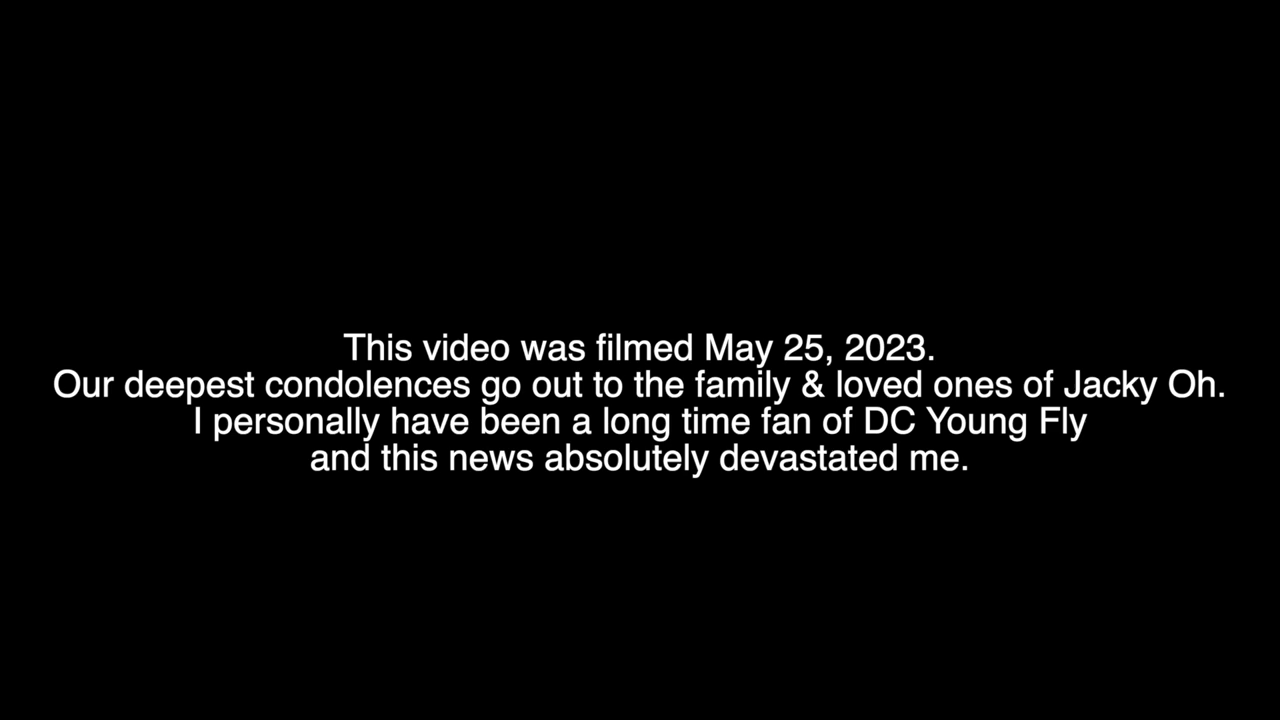 This video was filmed May 25, 2023.
Our deepest condolences go out to the family & loved ones of Jacky Oh.
I personally have been a long time fan of DC Young Fly
and this news absolutely devastated me.